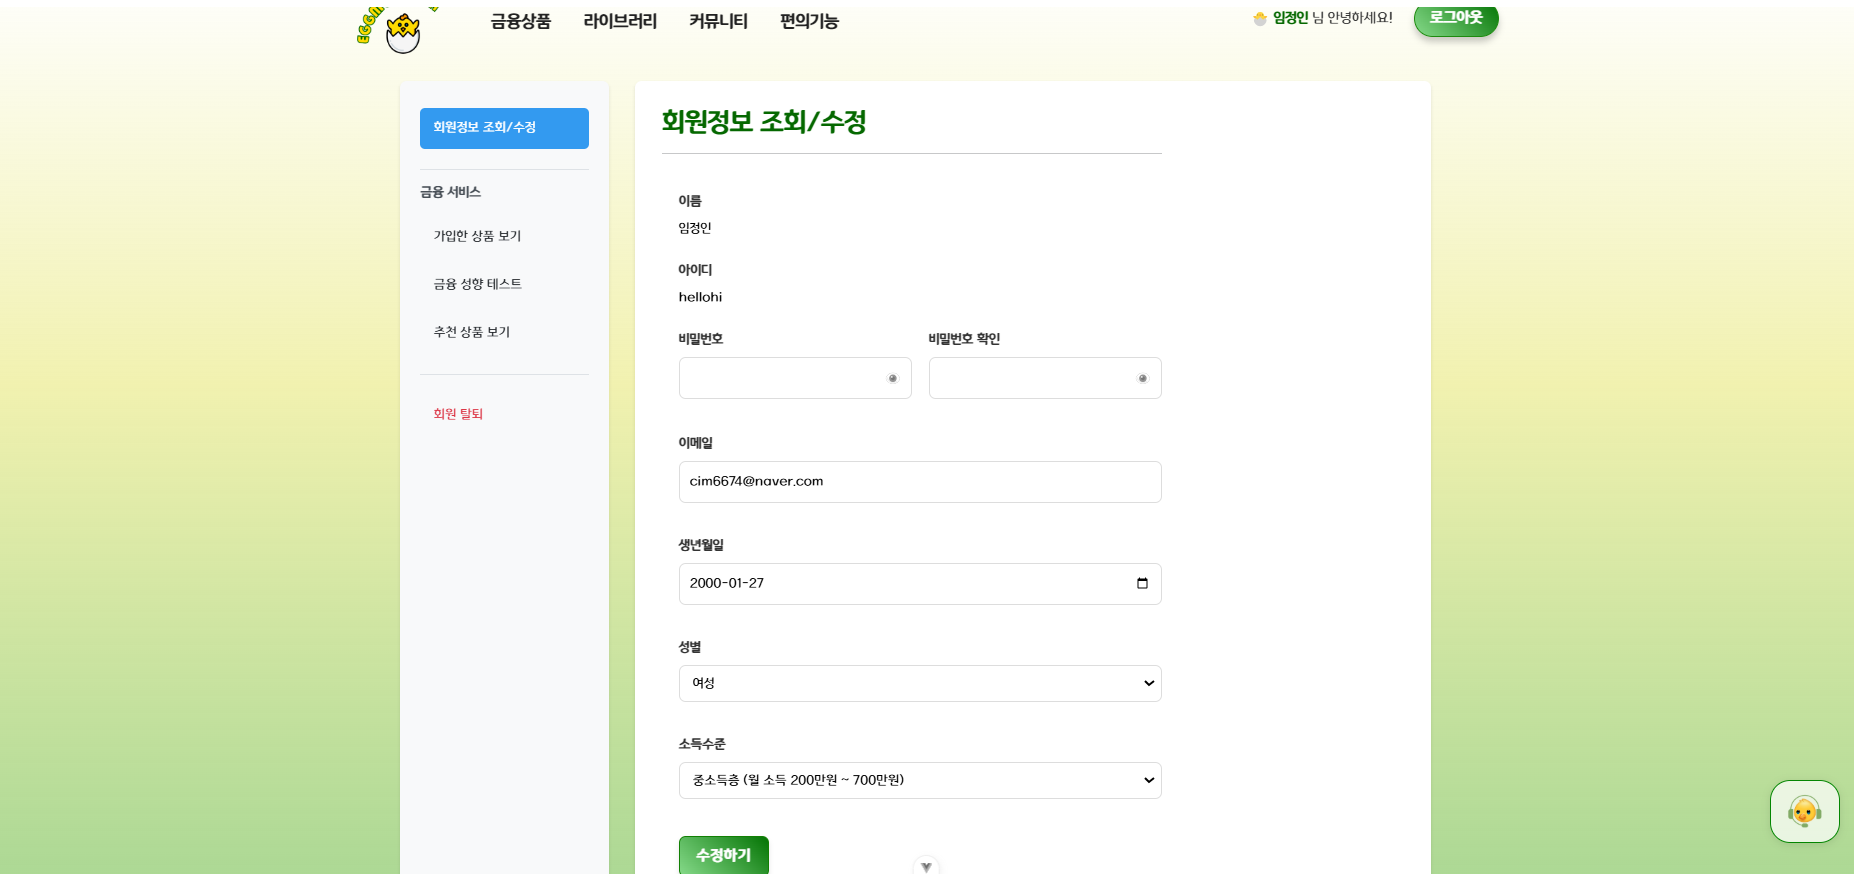 금융상품 라이브러리 커뮤니티 편의기능
임정인 님 안녕하세요! 로그아웃
회원정보 조회/수정
금융 서비스
가입한 상품 보기
금융 성향 테스트
추천 상품 보기
회원 탈퇴
회원정보 조회/수정
이름
임정인
아이디
hellohi
비밀번호 비밀번호 확인
이메일
cim6674@naver.com
생년월일
2000-01-27
성별
여성
소득수준
중소득층 (월 소득 200만원 ~ 700만원)
수정하기